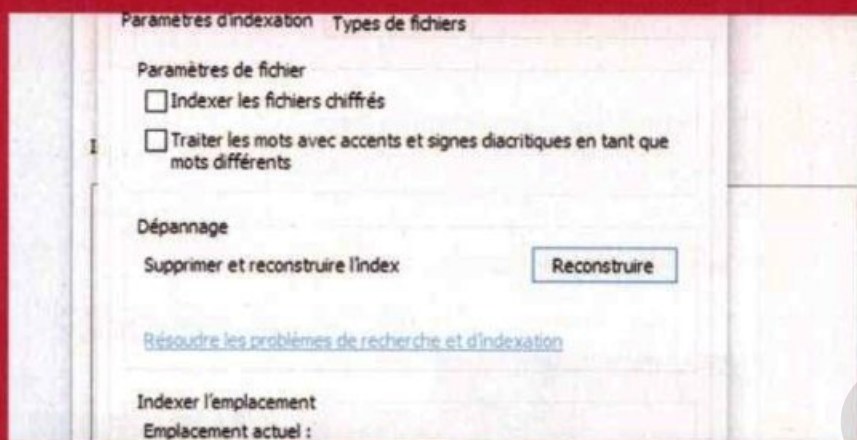 Paramètres d'indexation Types de fichiers
Paramètres de fichier
Indexer les fichiers chiffrés
Traiter les mots avec accents et signes diacritiques en tant que
mots différents
Dépannage
Supprimer et reconstruire l'index Reconstruire
Résoudre les problèmes de recherche et d'indexation
Indexer l'emplacement
Emplacement actuel :